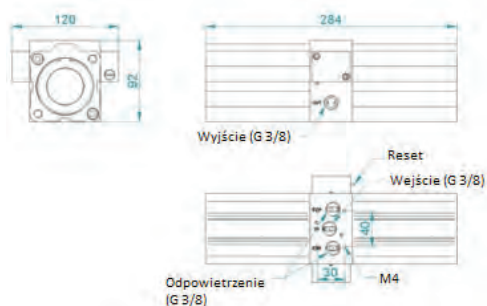 120
284
92
Wyjście (G 3/8)
Reset
Wejście (G 3/8)
40
30
M4
Odpowietrzenie
(G 3/8)